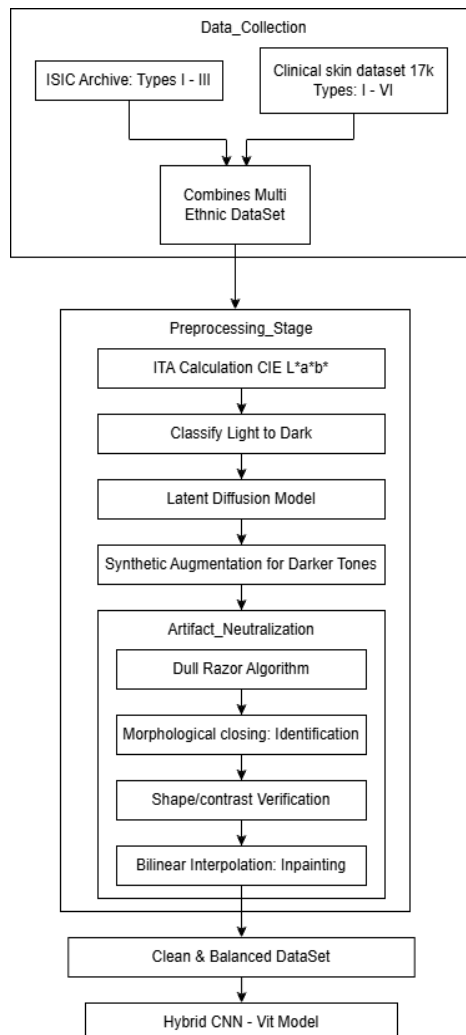 Data_Collection
ISIC Archive: Types I - III
Clinical skin dataset 17k
Types: I - VI
Combines Multi
Ethnic DataSet
Preprocessing_Stage
ITA Calculation CIE L*a*b*
Classify Light to Dark
Latent Diffusion Model
Synthetic Augmentation for Darker Tones
Artifact_Neutralization
Dull Razor Algorithm
Morphological closing: Identification
Shape/contrast Verification
Bilinear Interpolation: Inpainting
Clean & Balanced DataSet
Hybrid CNN - Vit Model